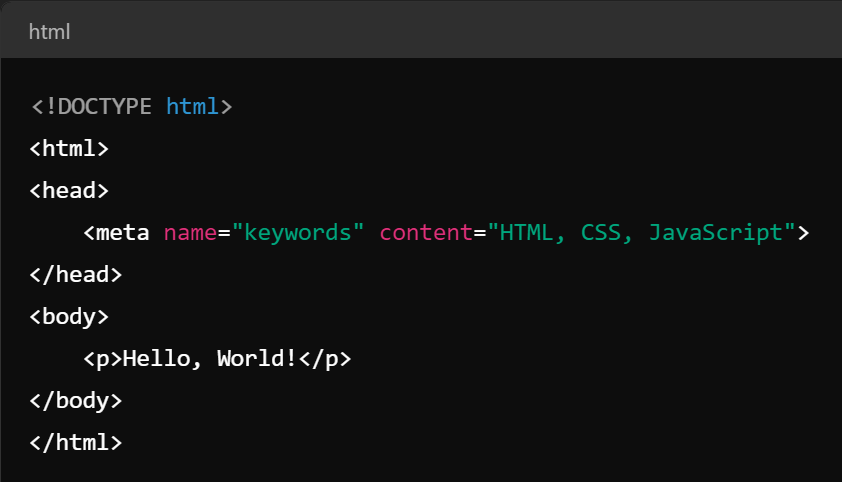 html
<!DOCTYPE html>
<html>
<head>
    <meta name="keywords" content="HTML, CSS, JavaScript">
</head>
<body>
    <p>Hello, World!</p>
</body>
</html>